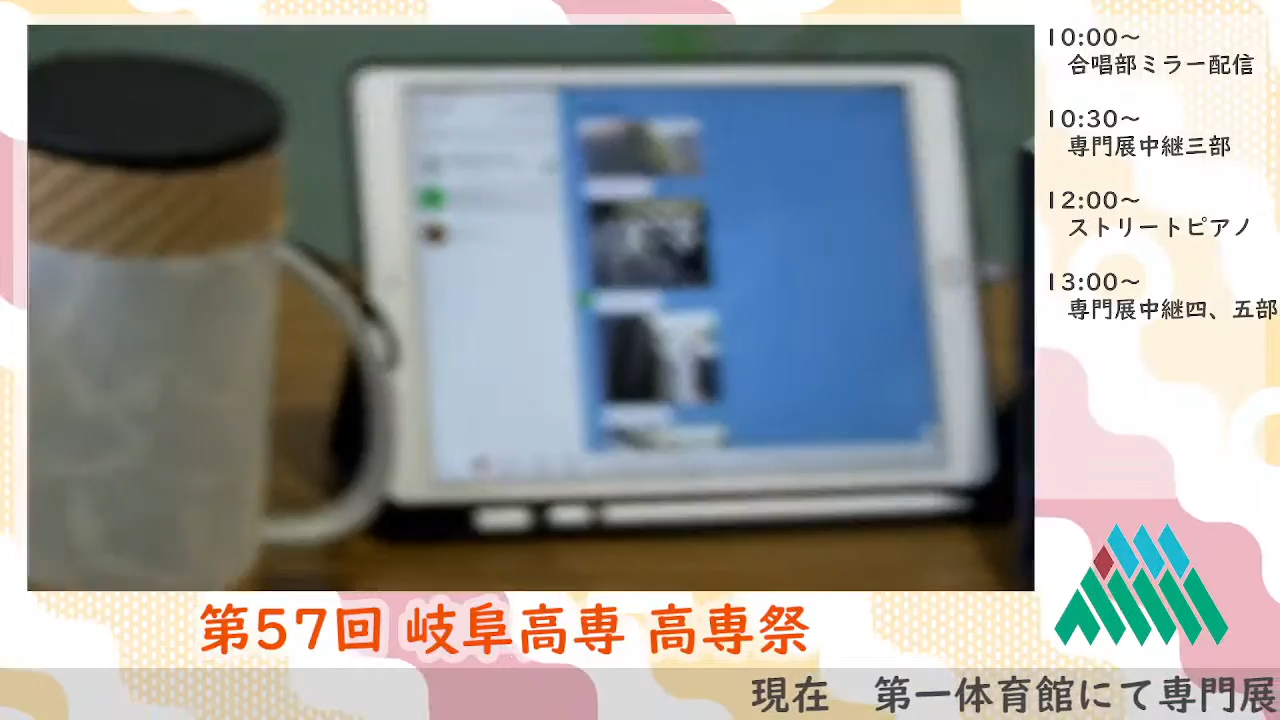 10:00～
合唱部ミラー配信
10:30～
専門展中継三部
12:00～
ストリートピアノ
13:00～
専門展中継四、五部
第57回 岐阜高専 高専祭
現在　第一体育館にて専門展